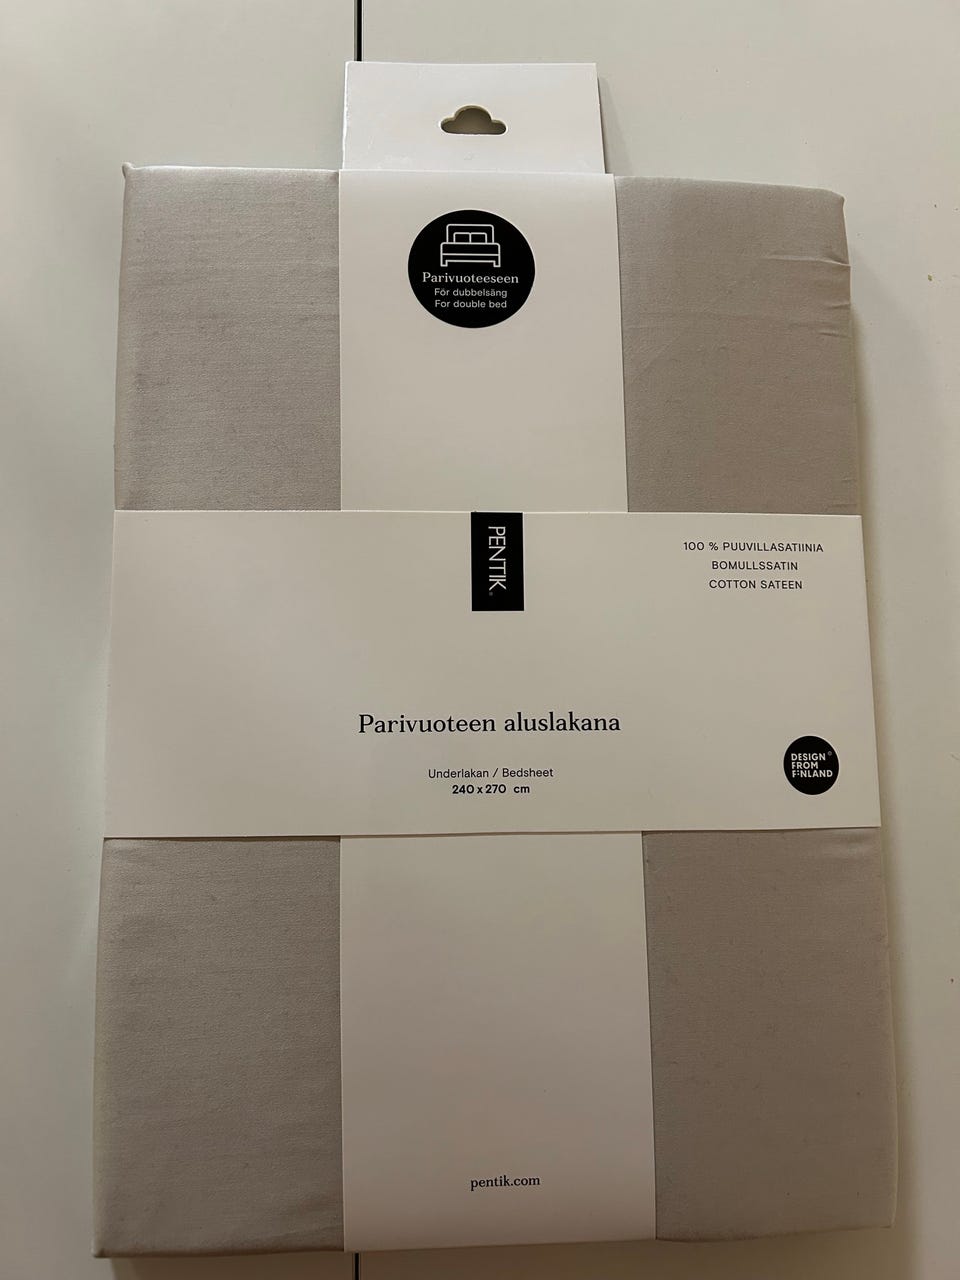 Parivuoteeseen
För dubbelsäng
For double bed
PENTIK®
100 % PUUVILLASATIINIA
BOMULLSSATIN
COTTON SATEEN
Parivuoteen aluslakana
Underlakan / Bedsheet
240 x 270 cm
DESIGN
FROM
FINLAND
pentik.com